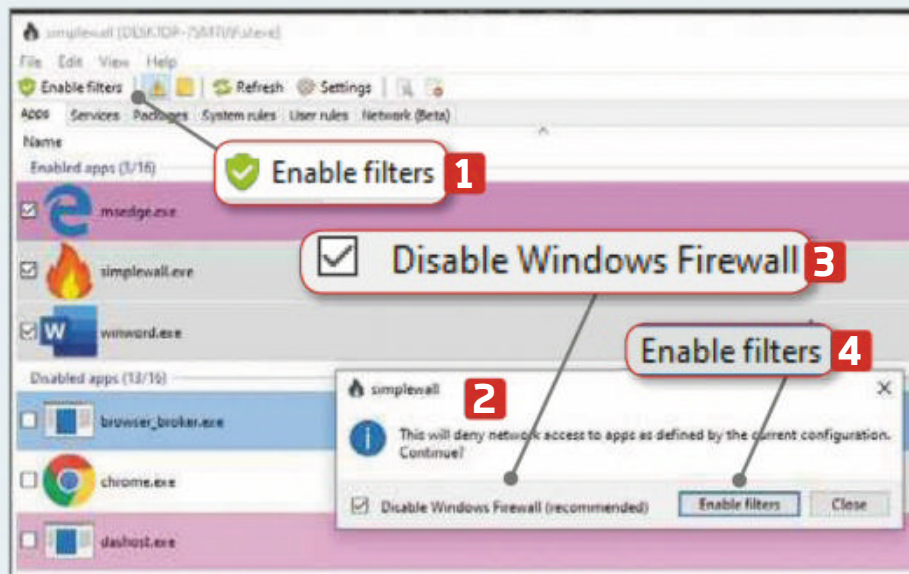 simplewall
File Edit View Help
Enable filters Refresh Settings
Apps Services Packages System rules User rules Network (Beta)
Name
Enabled apps (3/16)
Enable filters 1
msedge.exe
Disable Windows Firewall 3
simplewall.exe
Enable filters 4
winword.exe
Disabled apps (13/16)
simplewall 2
browser_broker.exe
This will deny network access to apps as defined by the current configuration.
Continue?
chrome.exe
Disable Windows Firewall (recommended) Enable filters Close
dashost.exe